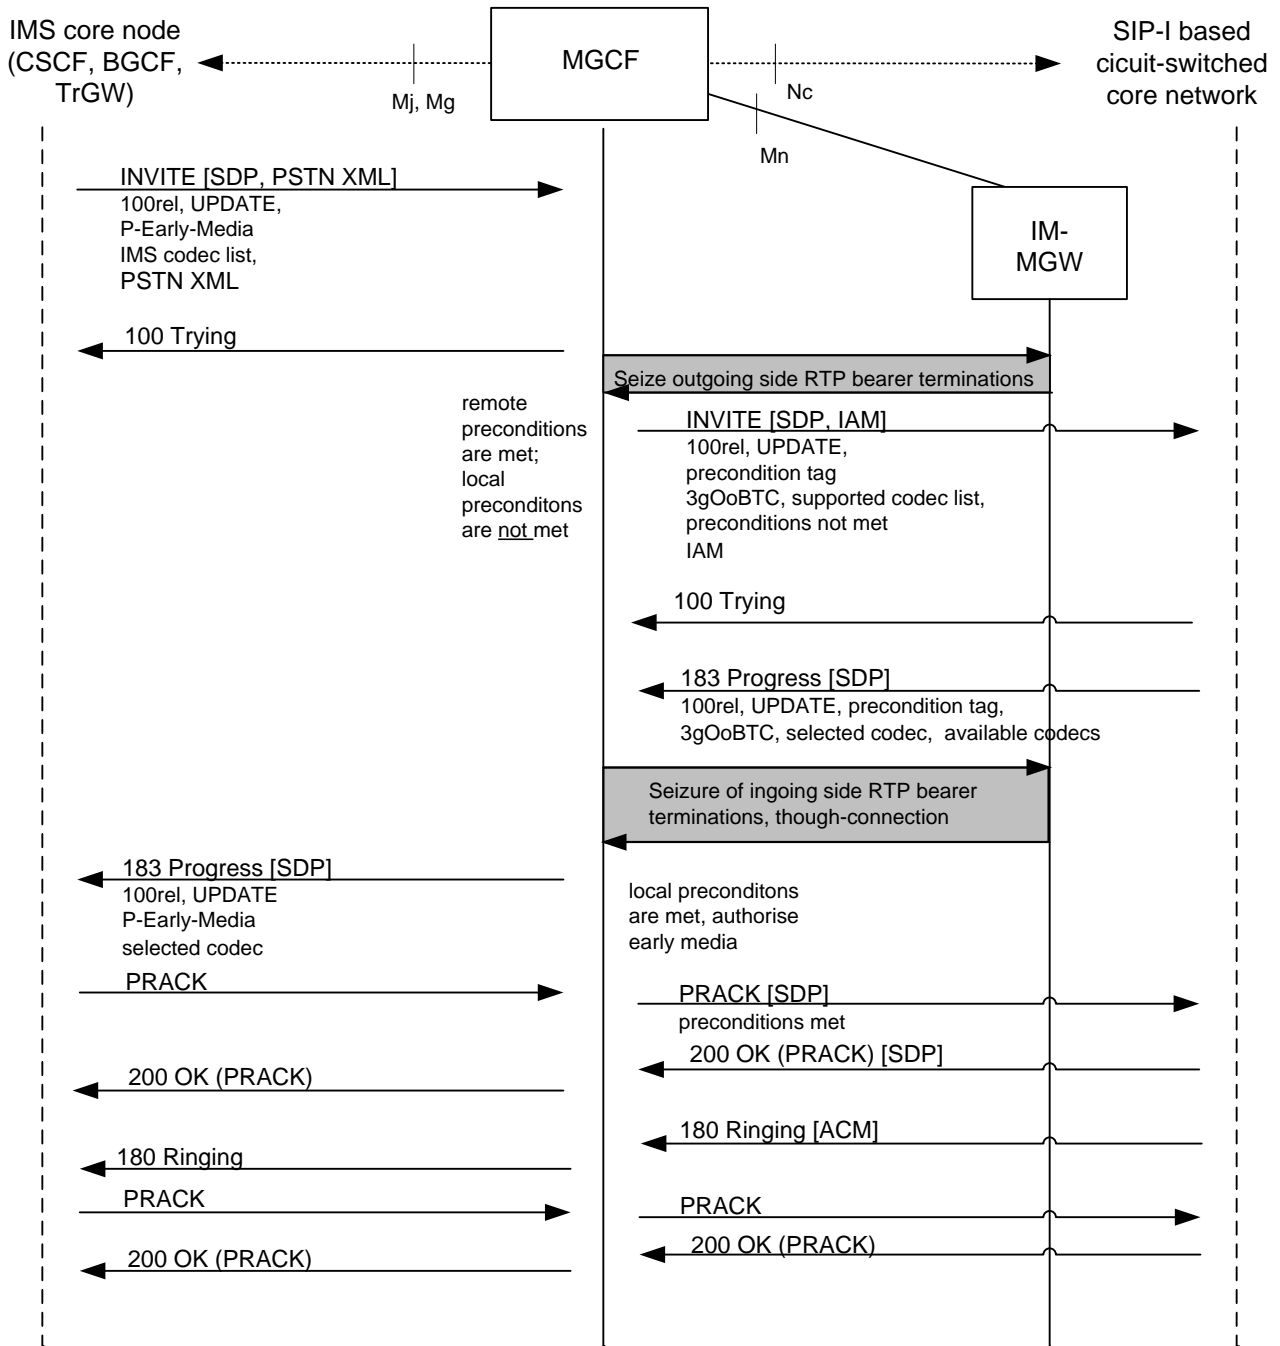 IMS core node
(CSCF, BGCF,
TrGW)
MGCF
SIP-I based
cicuit-switched
core network
Mj, Mg
Nc
Mn
IM-
MGW
INVITE [SDP, PSTN XML]
100rel, UPDATE,
P-Early-Media
IMS codec list,
PSTN XML
100 Trying
Seize outgoing side RTP bearer terminations
remote
preconditions
are met;
local
preconditons
are not met
INVITE [SDP, IAM]
100rel, UPDATE,
precondition tag
3gOoBTC, supported codec list,
preconditions not met
IAM
100 Trying
183 Progress [SDP]
100rel, UPDATE, precondition tag,
3gOoBTC, selected codec, available codecs
Seizure of ingoing side RTP bearer
terminations, though-connection
183 Progress [SDP]
100rel, UPDATE
P-Early-Media
selected codec
local preconditons
are met, authorise
early media
PRACK
PRACK [SDP]
preconditions met
200 OK (PRACK) [SDP]
200 OK (PRACK)
180 Ringing [ACM]
180 Ringing
PRACK
PRACK
200 OK (PRACK)
200 OK (PRACK)